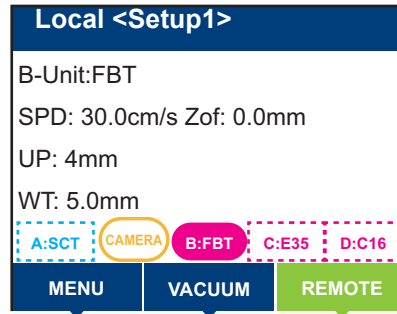 Local <Setup1>
B-Unit:FBT
SPD: 30.0cm/s Zof: 0.0mm
UP: 4mm
WT: 5.0mm
A:SCT CAMERA B:FBT C:E35 D:C16
MENU VACUUM REMOTE